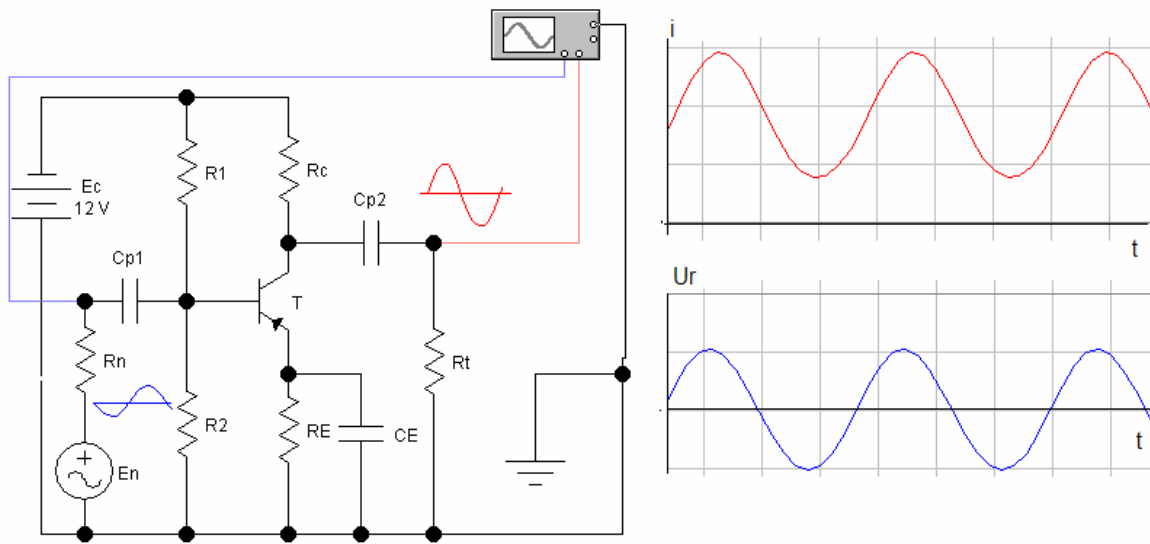 i
t
Ur
t
Ec
12 V
R1
Rc
Cp2
Cp1
T
Rn
R2
RE
CE
Rt
+
En